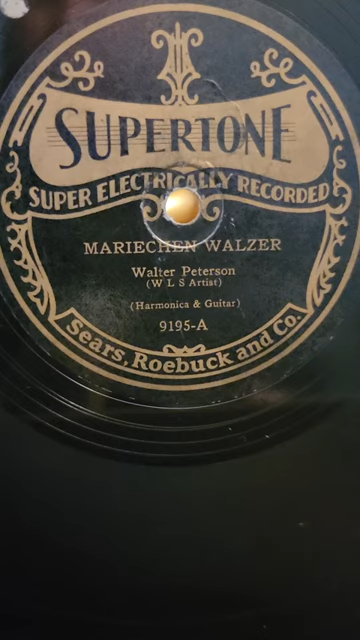 SUPERTONE
SUPER ELECTRICALLY RECORDED
MARIECHEN WALZER
Walter Peterson
(W L S Artist)
(Harmonica & Guitar)
9195-A
Sears, Roebuck and Co.